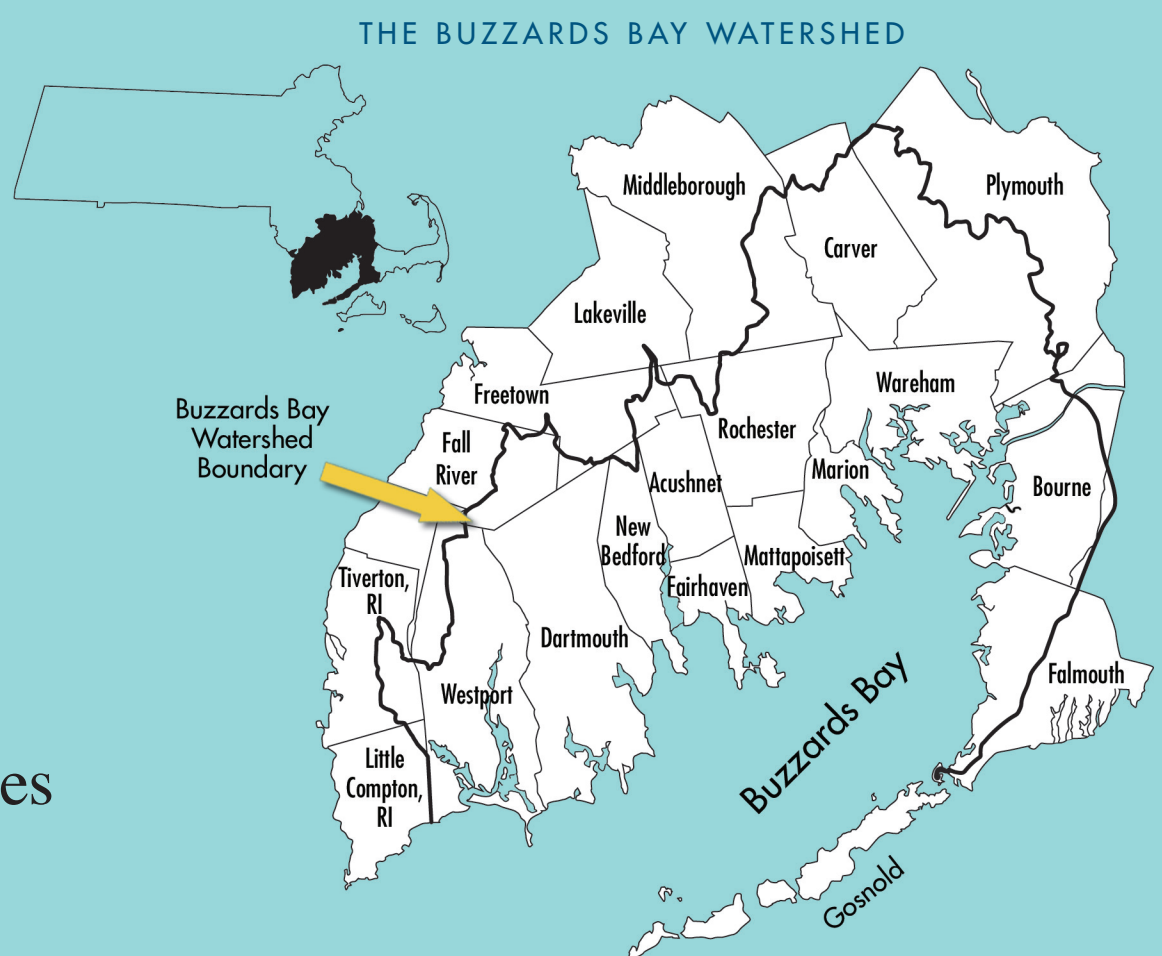 THE BUZZARDS BAY WATERSHED
Middleborough
Plymouth
Carver
Lakeville
Freetown
Wareham
Buzzards Bay
Watershed
Boundary
Fall
River
Rochester
Marion
Acushnet
Bourne
New
Bedford
Mattapoisett
Tiverton,
RI
Fairhaven
Dartmouth
Westport
Falmouth
Buzzards Bay
Little
Compton,
RI
es
Gosnold